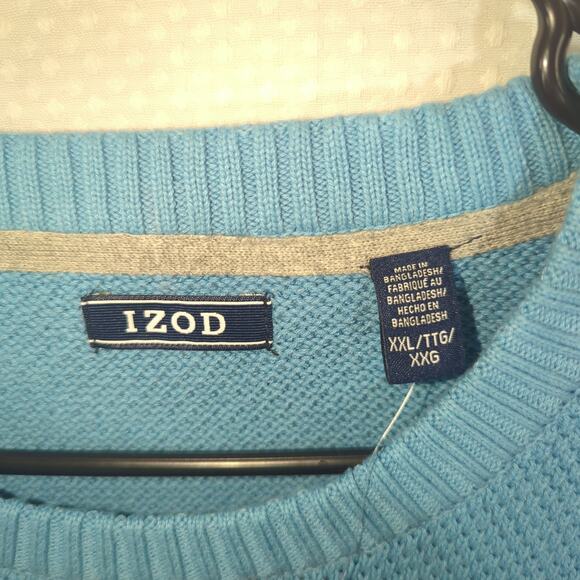 IZOD
MADE IN
BANGLADESH/
FABRIQUÉ AU
BANGLADESH/
HECHO EN
BANGLADESH
XXL/TTG/
XXG